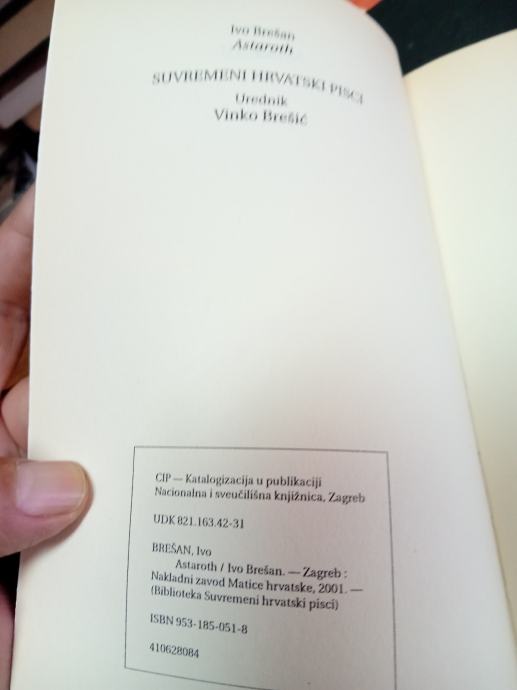 Ivo Brešan
Astaroth
SUVREMENI HRVATSKI PISCI
Urednik
Vinko Brešić
CIP — Katalogizacija u publikaciji
Nacionalna i sveučilišna knjižnica, Zagreb
UDK 821.163.42-31
BREŠAN, Ivo
Astaroth / Ivo Brešan. — Zagreb :
Nakladni zavod Matice hrvatske, 2001. —
(Biblioteka Suvremeni hrvatski pisci)
ISBN 953-185-051-8
410628084